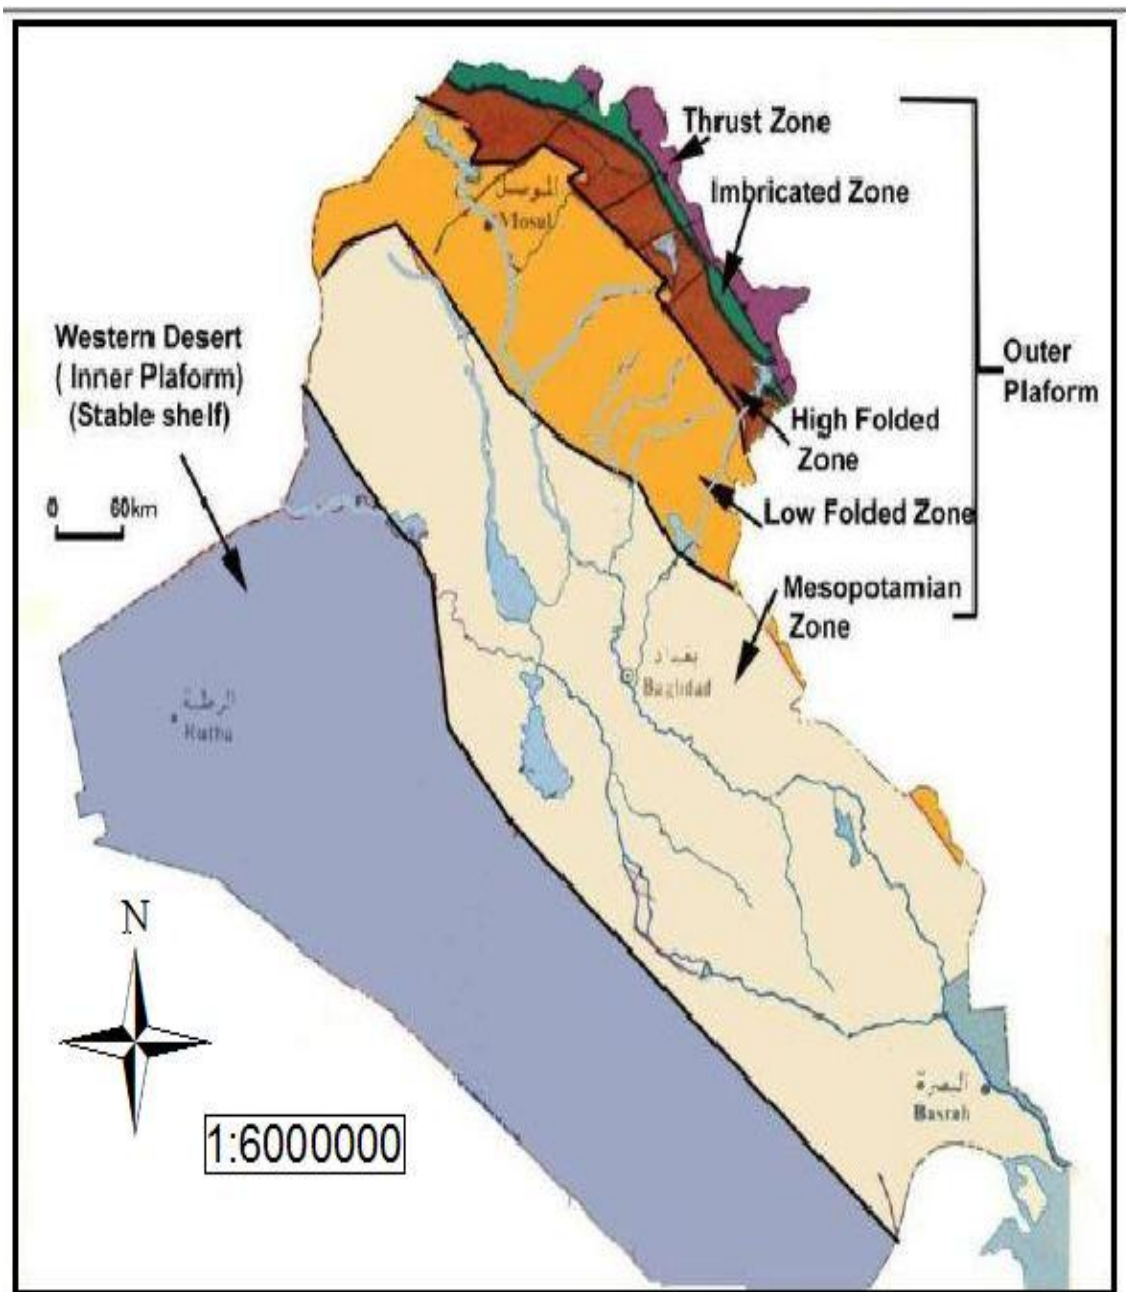 Thrust Zone
Imbricated Zone
Western Desert
( Inner Plaform)
(Stable shelf)
Outer
Plaform
High Folded
Zone
Low Folded Zone
Mesopotamian
Zone
0 60km
الموصل
Mosul
بغداد
Baghdad
الرطبة
Rutba
البصرة
Basrah
N
1:6000000